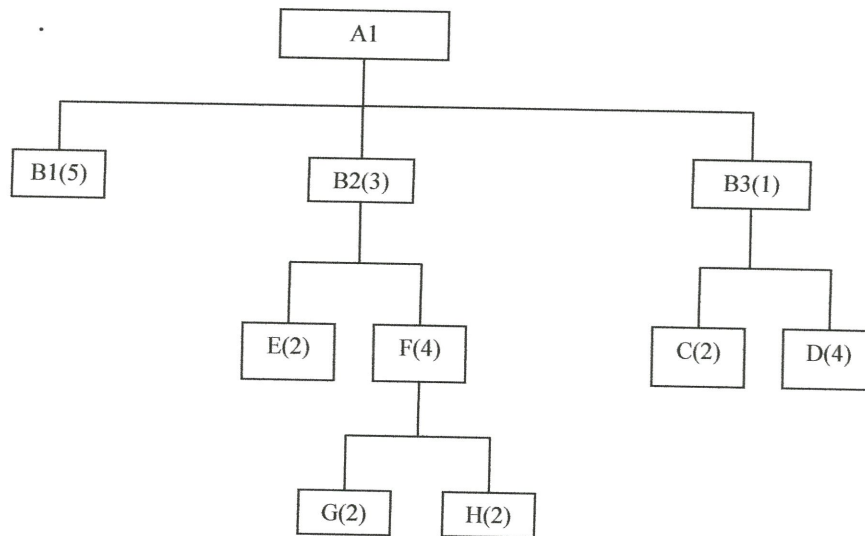 A1
B1(5)
B2(3)
B3(1)
E(2)
F(4)
C(2)
D(4)
G(2)
H(2)